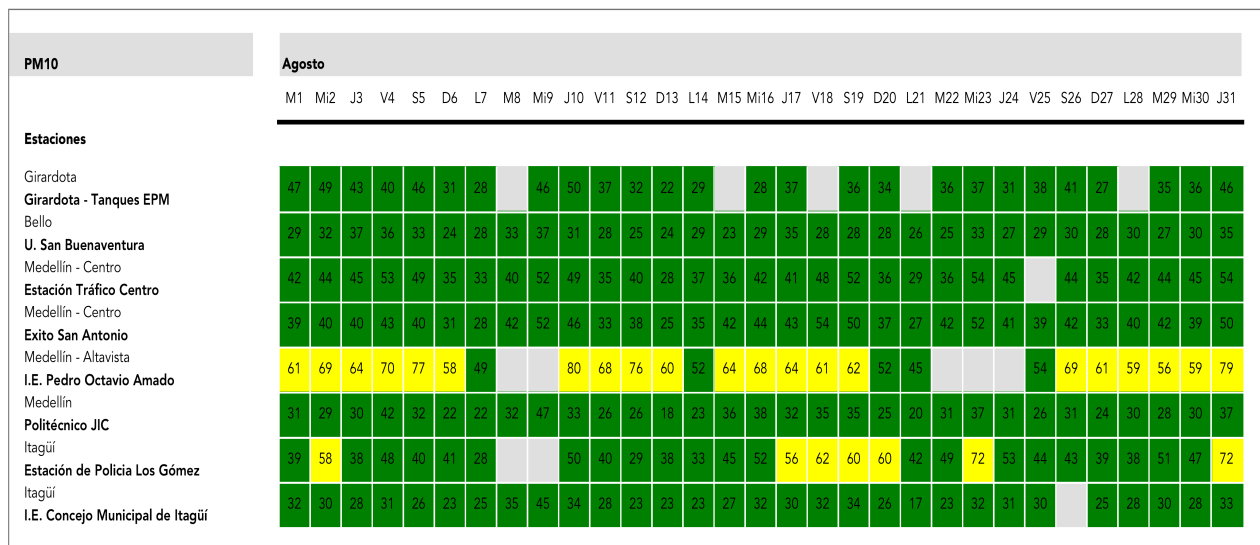 PM10 Agosto
M1 Mi2 J3 V4 S5 D6 L7 M8 Mi9 J10 V11 S12 D13 L14 M15 Mi16 J17 V18 S19 D20 L21 M22 Mi23 J24 V25 S26 D27 L28 M29 Mi30 J31
Estaciones
Girardota
Girardota - Tanques EPM
47 49 43 40 46 31 28 46 50 37 32 22 29 28 37 36 34 36 37 31 38 41 27 35 36 46
Bello
U. San Buenaventura
29 32 37 36 33 24 28 33 37 31 28 25 24 29 23 29 35 28 28 28 26 25 33 27 29 30 28 30 27 30 35
Medellín - Centro
Estación Tráfico Centro
42 44 45 53 49 35 33 40 52 49 35 40 28 37 36 42 41 48 52 36 29 36 54 45 44 35 42 44 45 54
Medellín - Centro
Exito San Antonio
39 40 40 43 40 31 28 42 52 46 33 38 25 35 42 44 43 54 50 37 27 42 52 41 39 42 33 40 42 39 50
Medellín - Altavista
I.E. Pedro Octavio Amado
61 69 64 70 77 58 49 80 68 76 60 52 64 68 64 61 62 52 45 54 69 61 59 56 59 79
Medellín
Politécnico JIC
31 29 30 42 32 22 22 32 47 33 26 26 18 23 36 38 32 35 35 25 20 31 37 31 26 31 24 30 28 30 37
Itagüí
Estación de Policia Los Gómez
39 58 38 48 40 41 28 50 40 29 38 33 45 52 56 62 60 60 42 49 72 53 44 43 39 38 51 47 72
Itagüí
I.E. Concejo Municipal de Itagüí
32 30 28 31 26 23 25 35 45 34 28 23 23 23 27 32 30 32 34 26 17 23 32 31 30 25 28 30 28 33